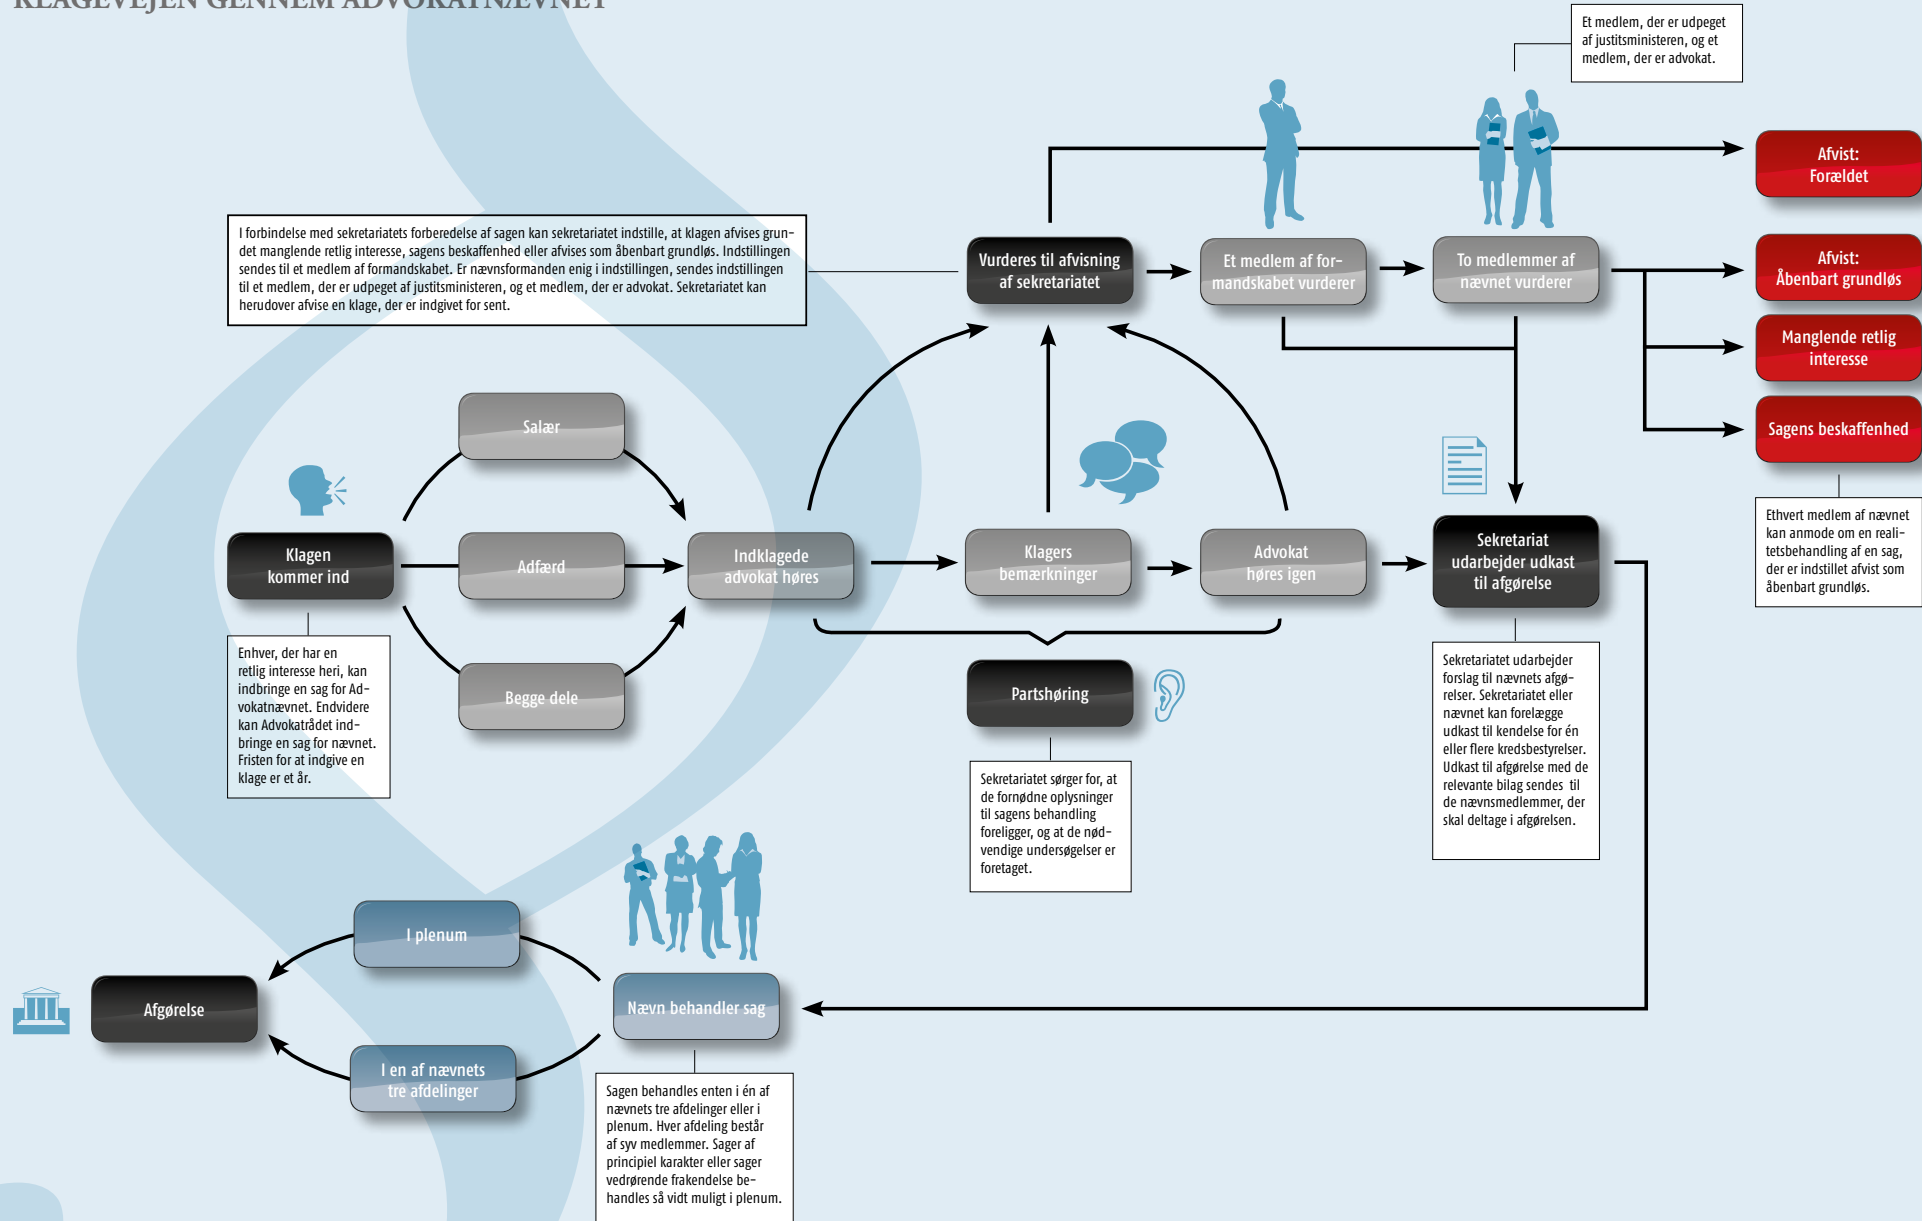 KLAGEVEJEN GENNEM ADVOKATNÆVNET
Et medlem, der er udpeget
af justitsministeren, og et
medlem, der er advokat.
Afvist:
Forældet
I forbindelse med sekretariatets forberedelse af sagen kan sekretariatet indstille, at klagen afvises grun-
det manglende retlig interesse, sagens beskaffenhed eller afvises som åbenbart grundløs. Indstillingen
sendes til et medlem af formandskabet. Er nævnsformanden enig i indstillingen, sendes indstillingen
til et medlem, der er udpeget af justitsministeren, og et medlem, der er advokat. Sekretariatet kan
herudover afvise en klage, der er indgivet for sent.
Vurderes til afvisning
af sekretariatet
Et medlem af for-
mandskabet vurderer
To medlemmer af
nævnet vurderer
Afvist:
Åbenbart grundløs
Manglende retlig
interesse
Sagens beskaffenhed
Ethvert medlem af nævnet
kan anmode om en reali-
tetsbehandling af en sag,
der er indstillet afvist som
åbenbart grundløs.
Salær
Klagen
kommer ind
Adfærd
Begge dele
Indklagede
advokat høres
Klagers
bemærkninger
Advokat
høres igen
Sekretariat
udarbejder udkast
til afgørelse
Enhver, der har en
retlig interesse heri, kan
indbringe en sag for Ad-
vokatnævnet. Endvidere
kan Advokatrådet ind-
bringe en sag for nævnet.
Fristen for at indgive en
klage er et år.
Partshøring
Sekretariatet sørger for, at
de fornødne oplysninger
til sagens behandling
foreligger, og at de nød-
vendige undersøgelser er
foretaget.
Sekretariatet udarbejder
forslag til nævnets afgø-
relser. Sekretariatet eller
nævnet kan forelægge
udkast til kendelse for én
eller flere kredsbestyrelser.
Udkast til afgørelse med de
relevante bilag sendes til
de nævnsmedlemmer, der
skal deltage i afgørelsen.
I plenum
Afgørelse
Nævn behandler sag
I en af nævnets
tre afdelinger
Sagen behandles enten i én af
nævnets tre afdelinger eller i
plenum. Hver afdeling består
af syv medlemmer. Sager af
principiel karakter eller sager
vedrørende frakendelse be-
handles så vidt muligt i plenum.